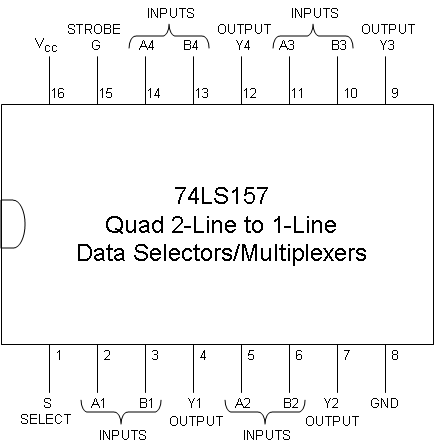 INPUTS INPUTS
STROBE OUTPUT OUTPUT
Vcc G A4 B4 Y4 A3 B3 Y3
16 15 14 13 12 11 10 9
74LS157
Quad 2-Line to 1-Line
Data Selectors/Multiplexers
1 2 3 4 5 6 7 8
S A1 B1 Y1 A2 B2 Y2 GND
SELECT OUTPUT OUTPUT
INPUTS INPUTS